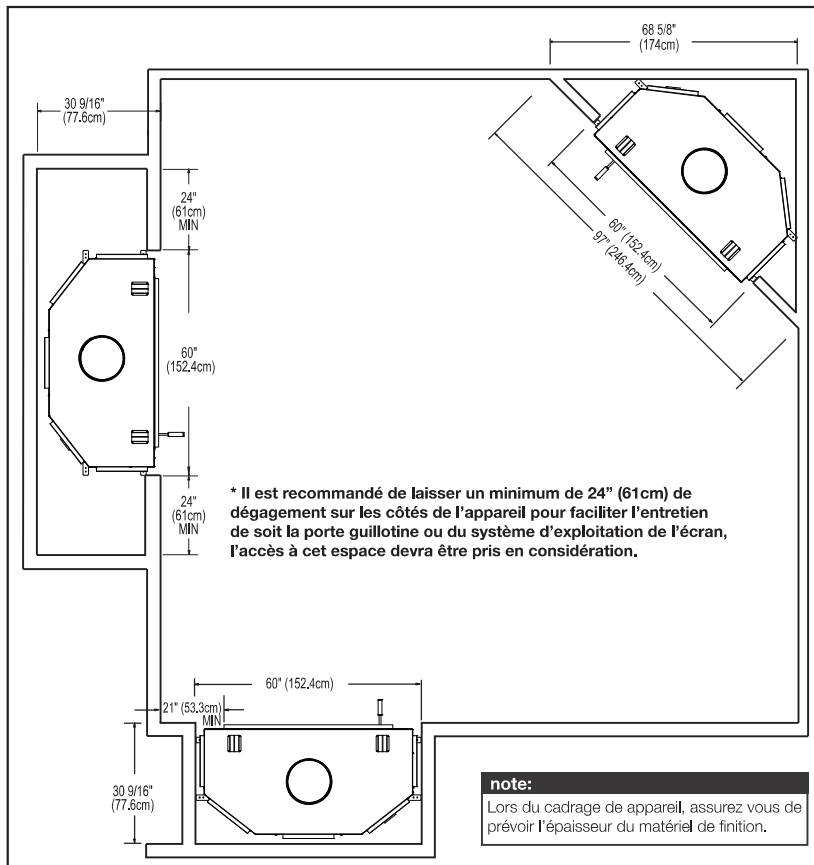 68 5/8"
(174cm)
30 9/16"
(77.6cm)
24"
(61cm)
MIN
60" (152.4cm)
97" (246.4cm)
60"
(152.4cm)
24"
(61cm)
MIN
* Il est recommandé de laisser un minimum de 24” (61cm) de
dégagement sur les côtés de l’appareil pour faciliter l’entretien
de soit la porte guillotine ou du système d’exploitation de l’écran,
l’accès à cet espace devra être pris en considération.
60" (152.4cm)
21" (53.3cm)
MIN
30 9/16"
(77.6cm)
note:
Lors du cadrage de appareil, assurez vous de
prévoir l’épaisseur du matériel de finition.